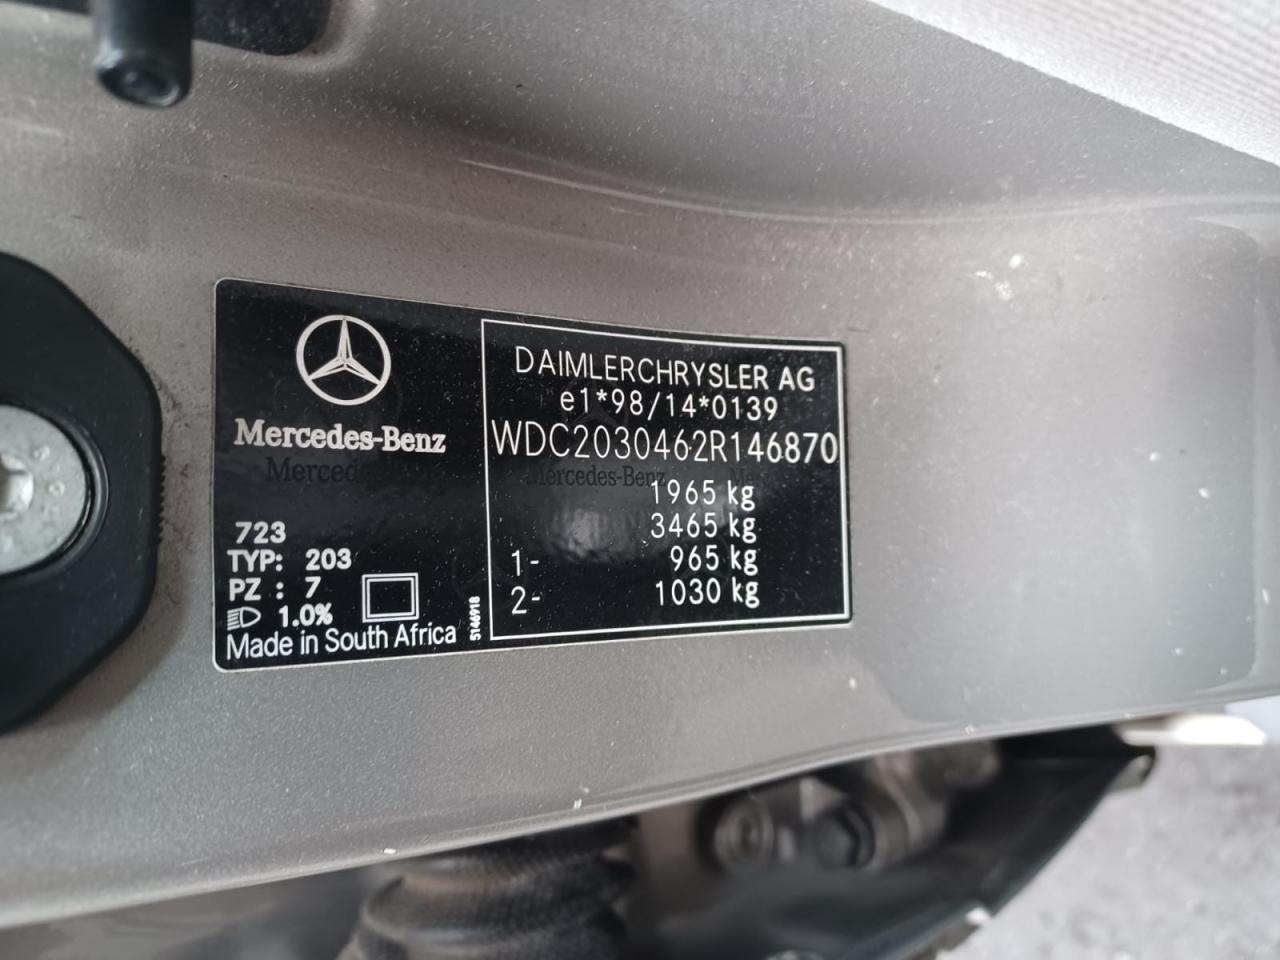 Mercedes-Benz
723
TYP: 203
PZ : 7
1.0%
Made in South Africa
5146918
DAIMLERCHRYSLER AG
e1*98/14*0139
WDC2030462R146870
1965 kg
3465 kg
1- 965 kg
2- 1030 kg
Mercedes-Benz
Mercedes-Benz